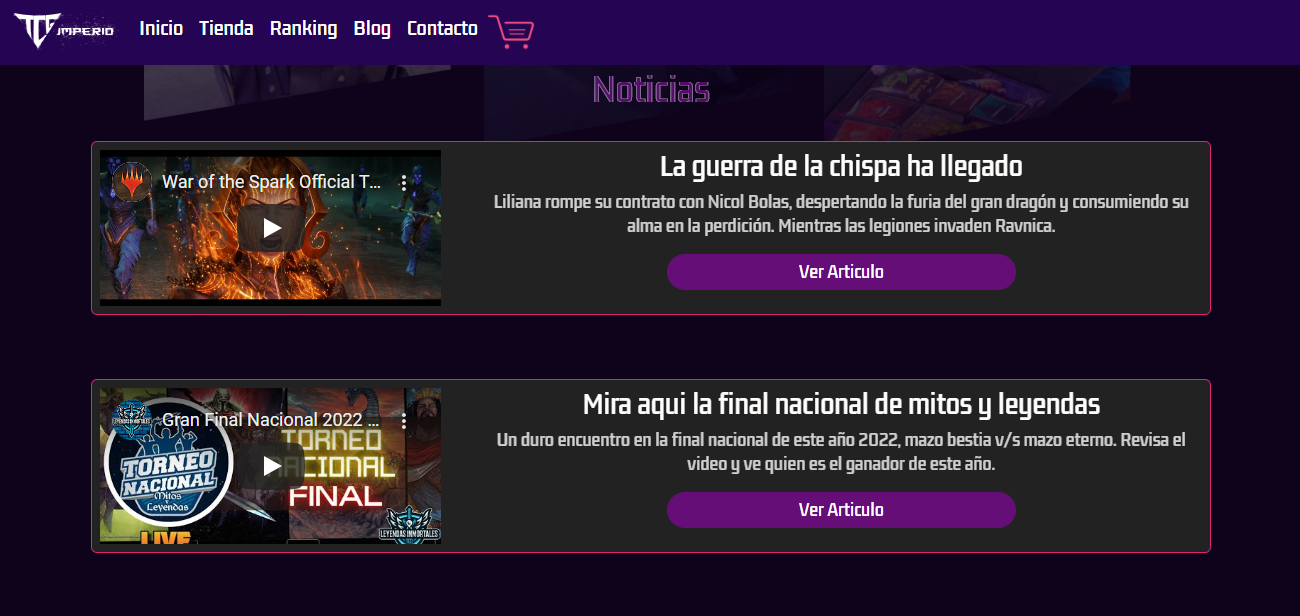 TCG IMPERIO
Inicio Tienda Ranking Blog Contacto
Noticias
War of the Spark Official T...
La guerra de la chispa ha llegado
Liliana rompe su contrato con Nicol Bolas, despertando la furia del gran dragón y consumiendo su
alma en la perdición. Mientras las legiones invaden Ravnica.
Ver Articulo
Gran Final Nacional 2022 ...
TORNEO
NACIONAL
Mitos
y
Leyendas
TORNEO
NACIONAL
FINAL
LIVE
LEYENDAS INMORTALES
Mira aqui la final nacional de mitos y leyendas
Un duro encuentro en la final nacional de este año 2022, mazo bestia v/s mazo eterno. Revisa el
video y ve quien es el ganador de este año.
Ver Articulo